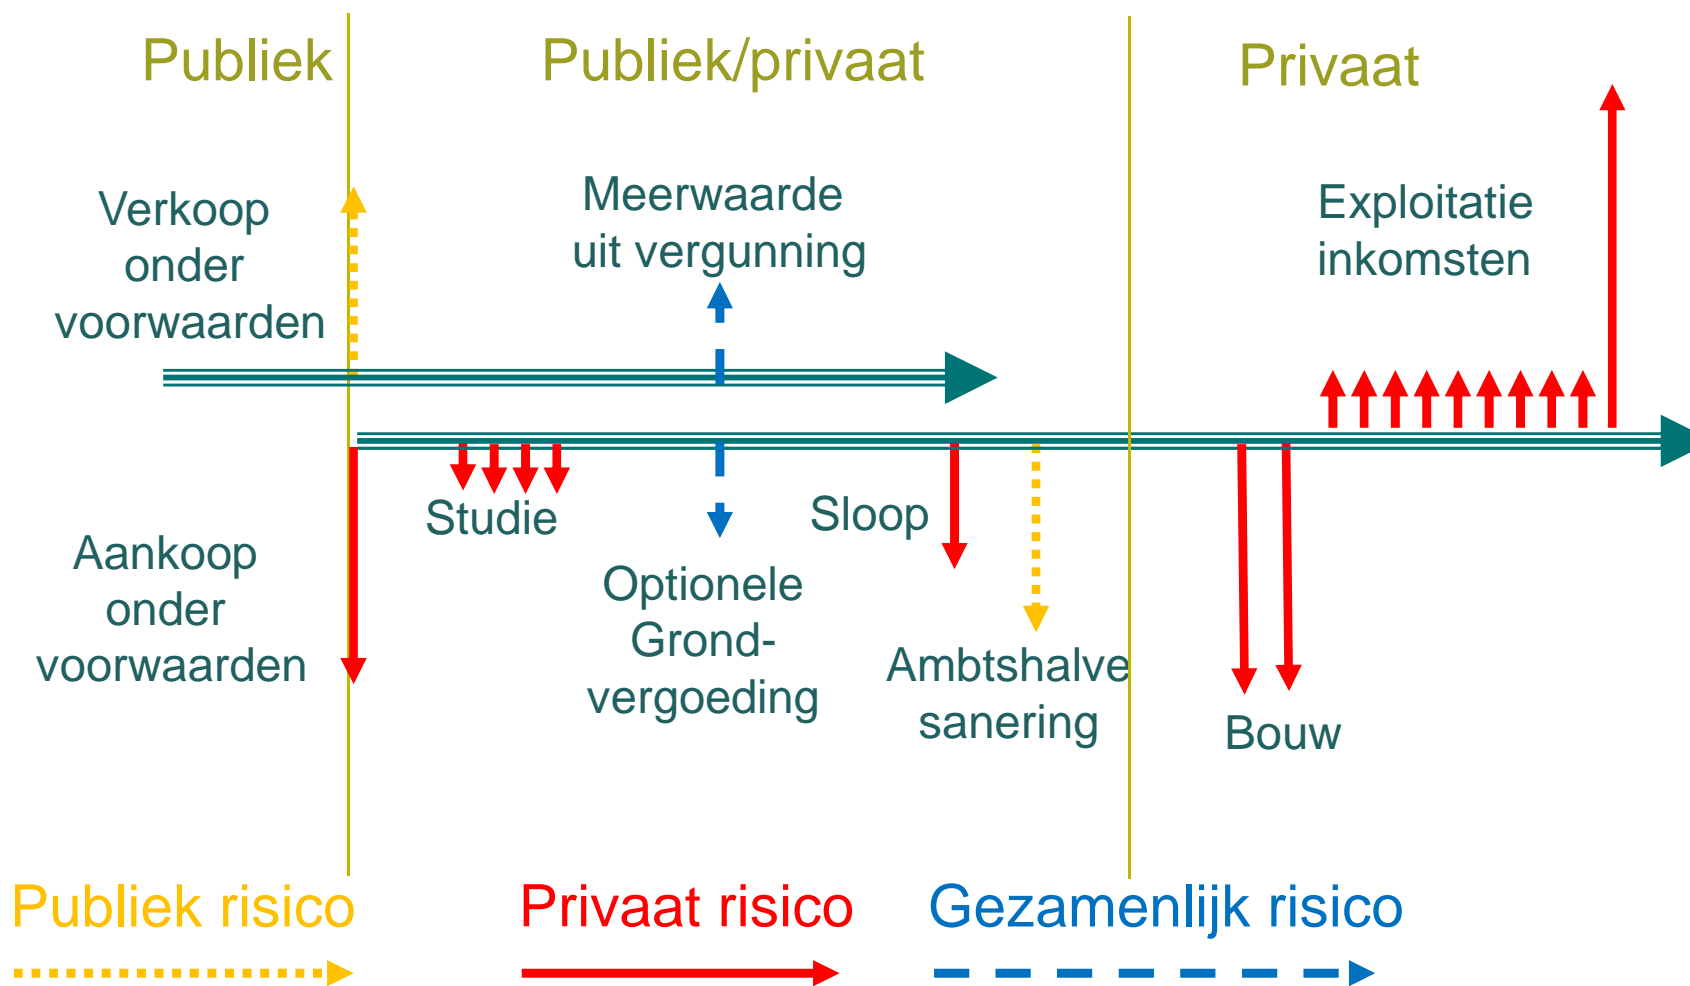 Publiek
Publiek/privaat
Privaat
Verkoop
onder
voorwaarden
Meerwaarde
uit vergunning
Exploitatie
inkomsten
Aankoop
onder
voorwaarden
Studie
Optionele
Grond-
vergoeding
Sloop
Ambtshalve
sanering
Bouw
Publiek risico
Privaat risico
Gezamenlijk risico